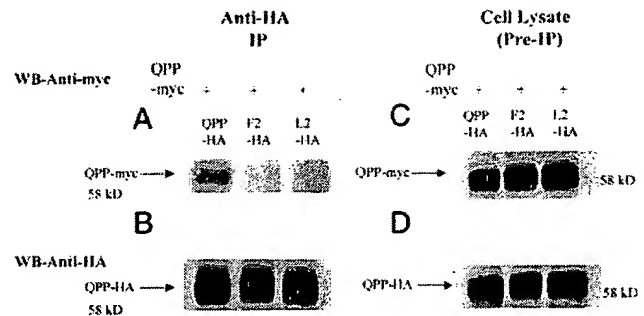 Anti-HA
IP
Cell Lysate
(Pre-IP)
WB-Anti-myc
QPP
-myc
+ + +
QPP
-myc
+ + +
A
QPP
-HA
F2
-HA
L2
-HA
C
QPP
-HA
F2
-HA
L2
-HA
QPP-myc
58 kD
QPP-myc
58 kD
B
D
WB-Anti-HA
QPP-HA
58 kD
QPP-HA
58 kD